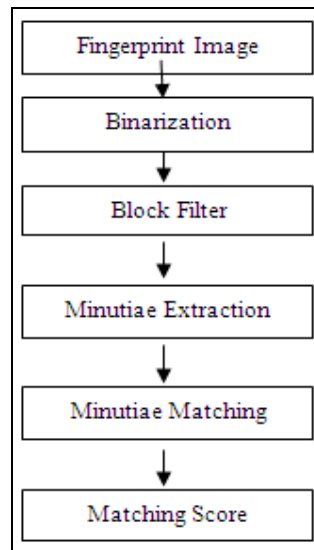 Fingerprint Image
Binarization
Block Filter
Minutiae Extraction
Minutiae Matching
Matching Score